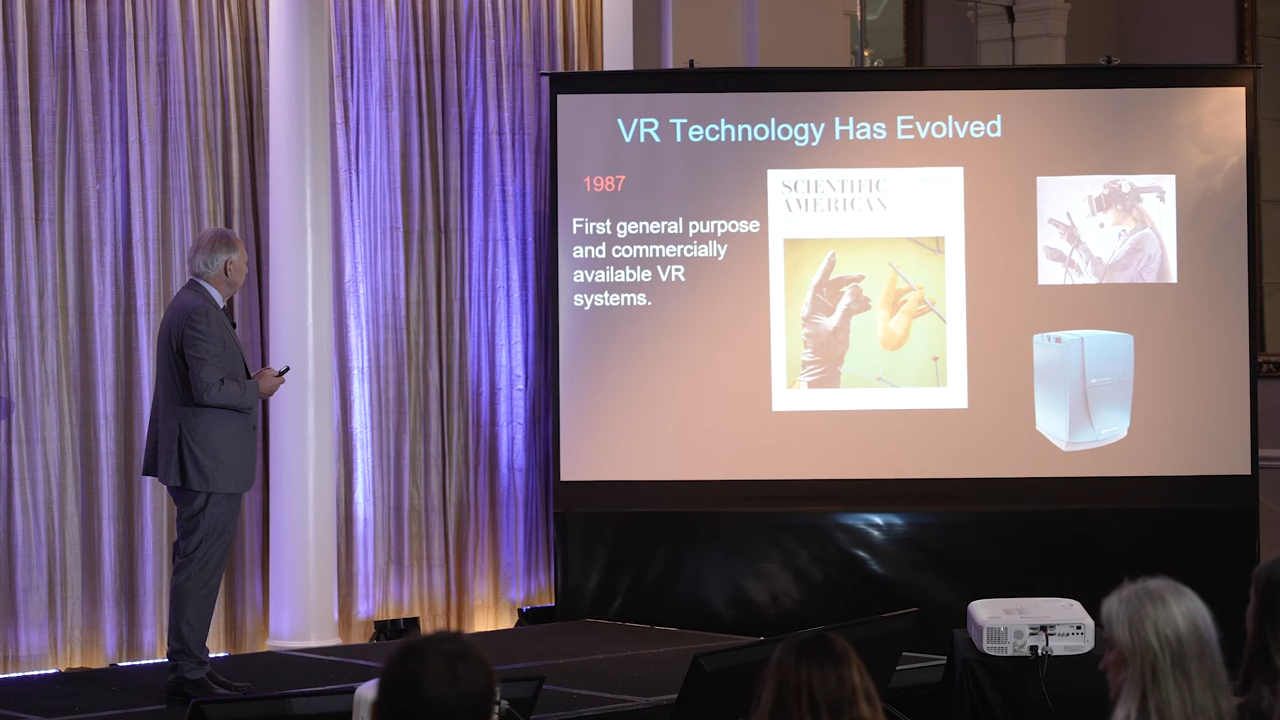 VR Technology Has Evolved
1987
First general purpose
and commercially
available VR
systems.
SCIENTIFIC
AMERICAN